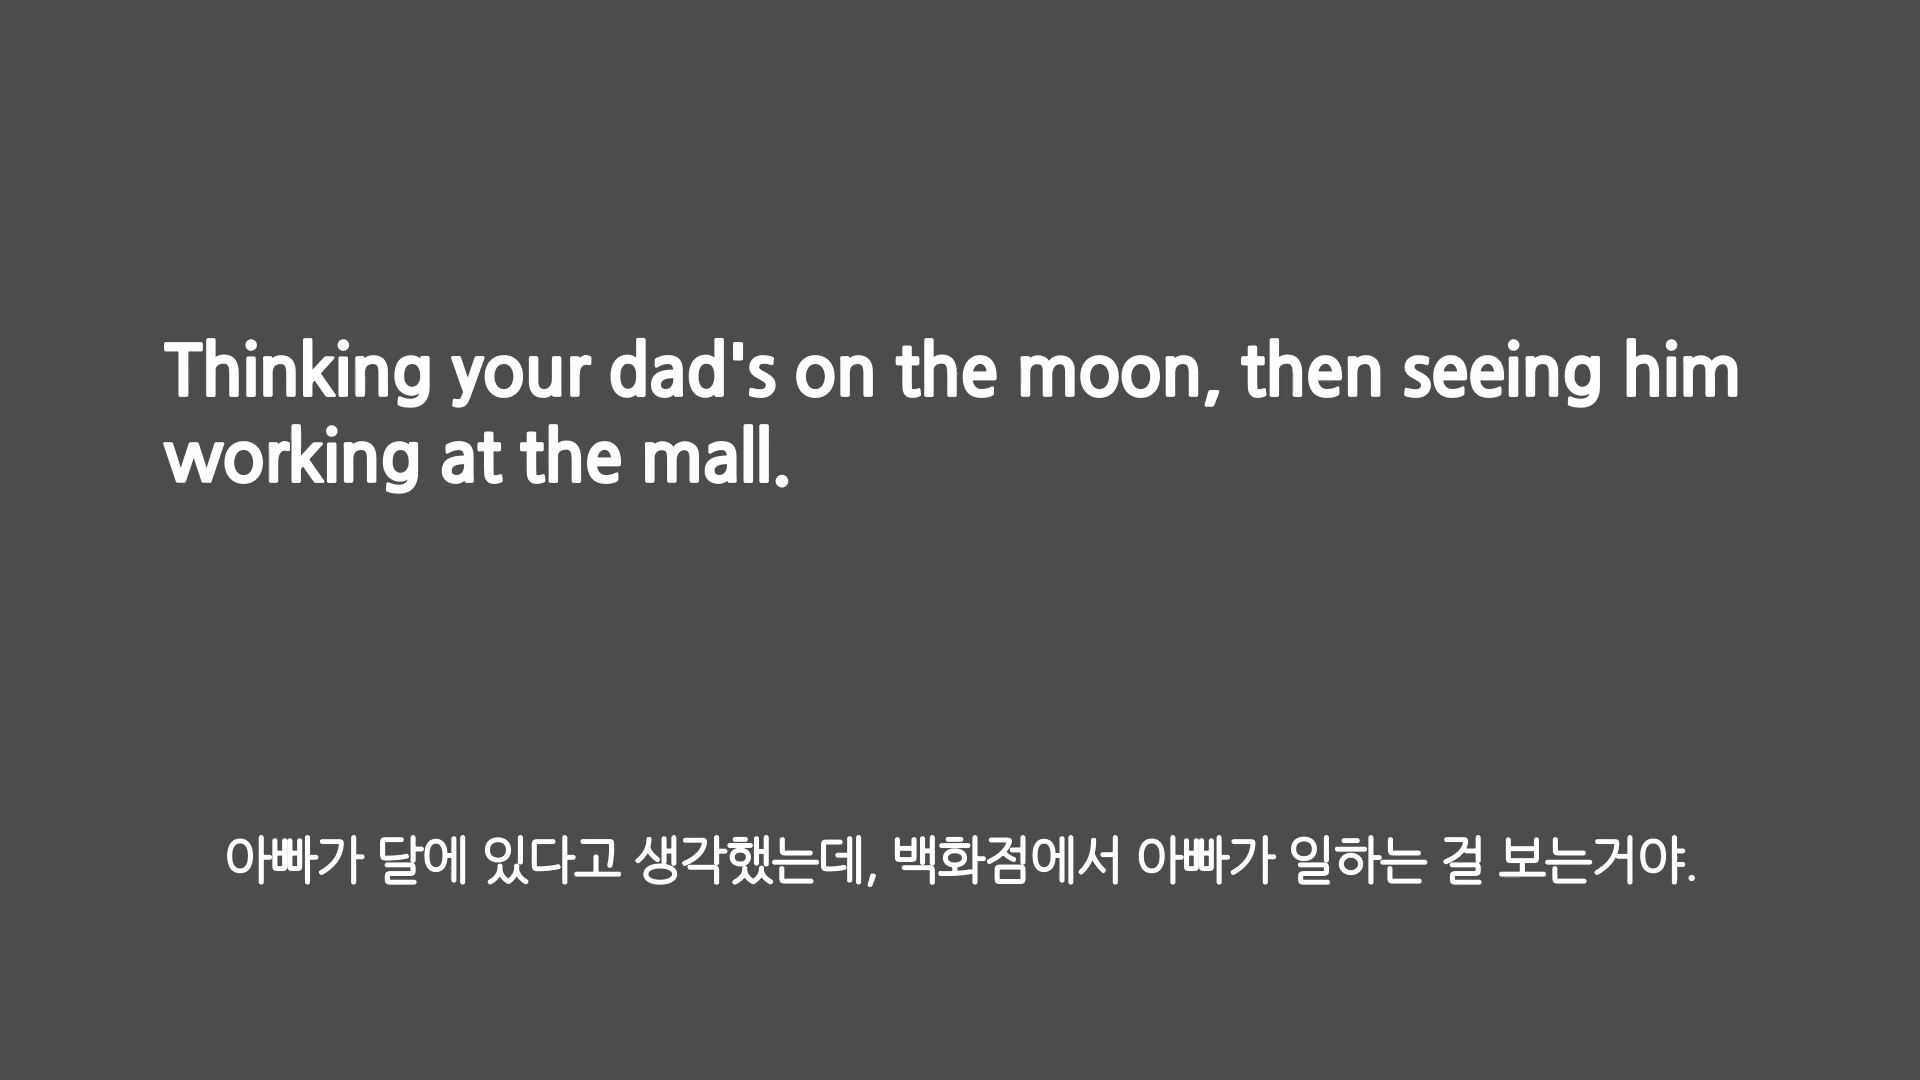 Thinking your dad's on the moon, then seeing him
working at the mall.
아빠가 달에 있다고 생각했는데, 백화점에서 아빠가 일하는 걸 보는거야.